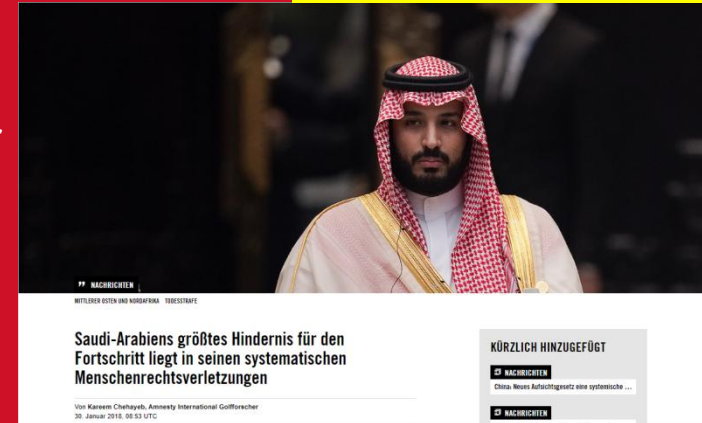 NACHRICHTEN
MITTLERER OSTEN UND NORDAFRIKA TODESSTRAFE
Saudi-Arabiens größtes Hindernis für den
Fortschritt liegt in seinen systematischen
Menschenrechtsverletzungen
Von Kareem Chehayeb, Amnesty International Golfforscher
30. Januar 2018, 08:53 UTC
KÜRZLICH HINZUGEFÜGT
NACHRICHTEN
China: Neues Aufsichtsgesetz eine systemische ...
NACHRICHTEN